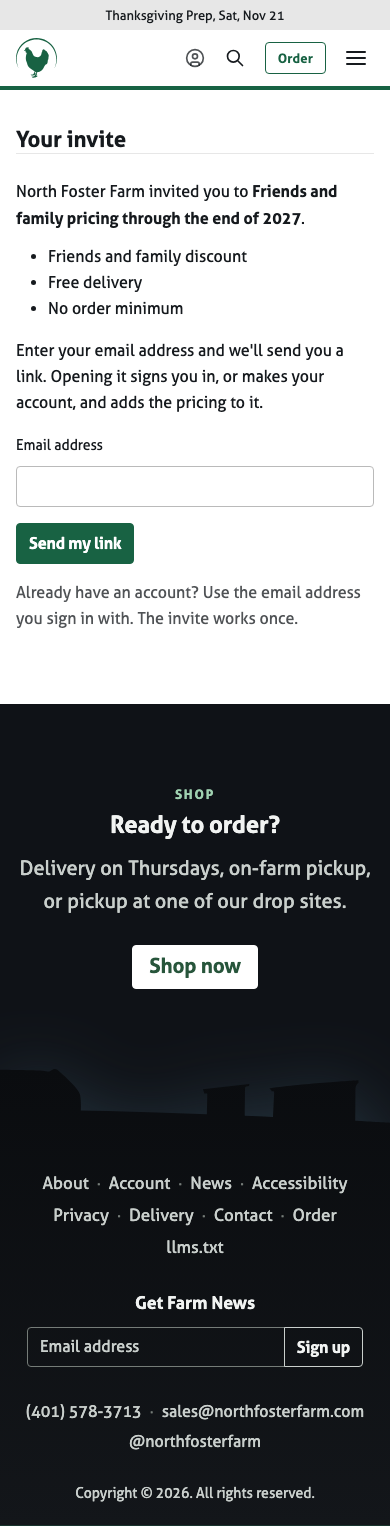 Thanksgiving Prep, Sat, Nov 21
Order
Your invite
North Foster Farm invited you to Friends and
family pricing through the end of 2027.
• Friends and family discount
• Free delivery
• No order minimum
Enter your email address and we'll send you a
link. Opening it signs you in, or makes your
account, and adds the pricing to it.
Email address
Send my link
Already have an account? Use the email address
you sign in with. The invite works once.
SHOP
Ready to order?
Delivery on Thursdays, on-farm pickup,
or pickup at one of our drop sites.
Shop now
About · Account · News · Accessibility
Privacy · Delivery · Contact · Order
llms.txt
Get Farm News
Email address
Sign up
(401) 578-3713 · sales@northfosterfarm.com
@northfosterfarm
Copyright © 2026. All rights reserved.